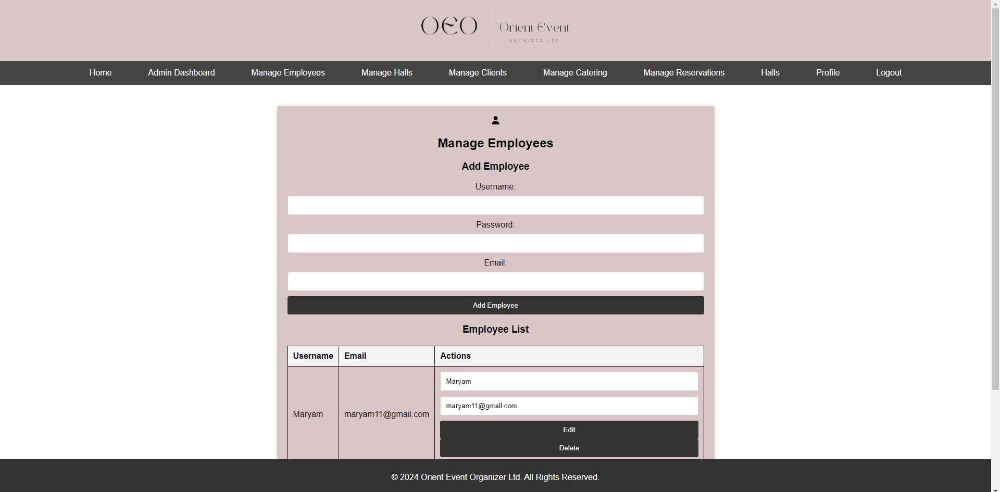 OEO
Orient Event
ORGNIZER LTD
Home Admin Dashboard Manage Employees Manage Halls Manage Clients Manage Catering Manage Reservations Halls Profile Logout
Manage Employees
Add Employee
Username:
Password:
Email:
Add Employee
Employee List
Username Email Actions
Maryam
maryam11@gmail.com
Maryam maryam11@gmail.com
Edit
Delete
© 2024 Orient Event Organizer Ltd. All Rights Reserved.